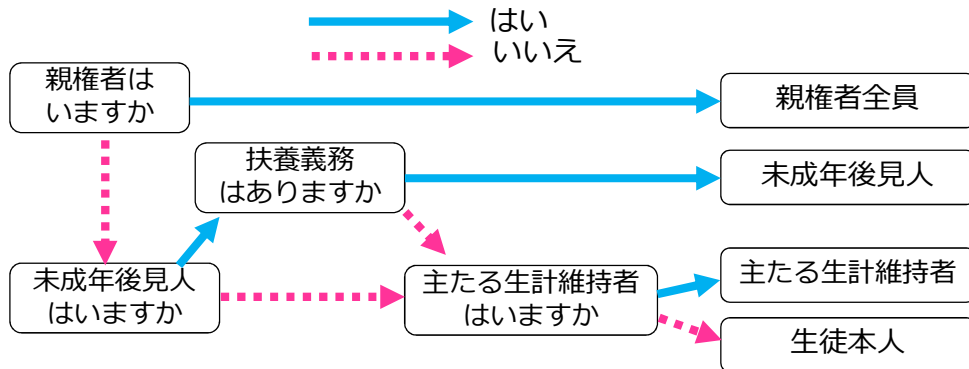 はい
いいえ
親権者は
いますか
親権者全員
扶養義務
はありますか
未成年後見人
未成年後見人
はいますか
主たる生計維持者
はいますか
主たる生計維持者
生徒本人